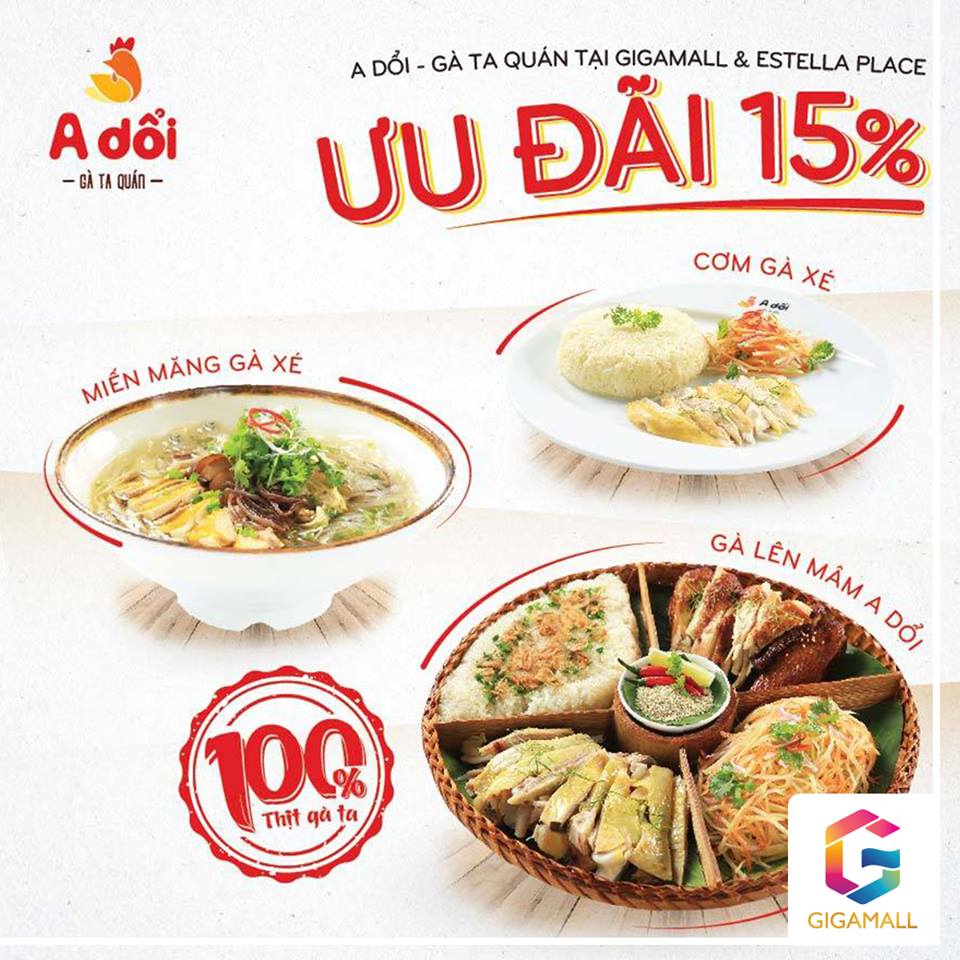 A dổi
GÀ TA QUÁN
A DỔI - GÀ TA QUÁN TẠI GIGAMALL & ESTELLA PLACE
ƯU ĐÃI 15%
CƠM GÀ XÉ
A dổi
MIẾN MĂNG GÀ XÉ
GÀ LÊN MÂM A DỔI
100%
Thịt gà ta
GIGAMALL